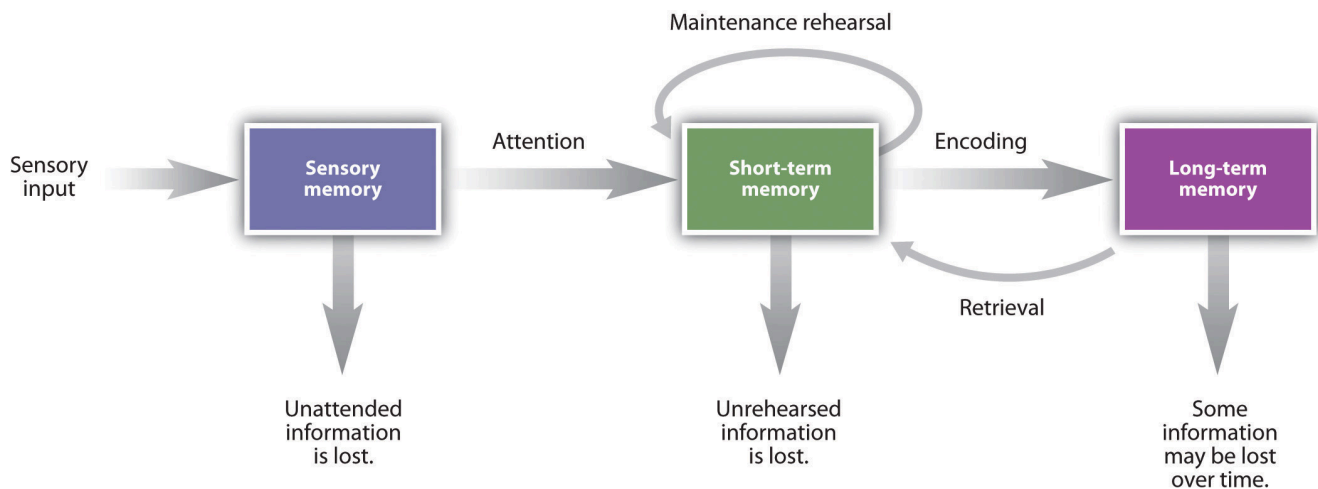 Maintenance rehearsal
Sensory
input
Sensory
memory
Attention
Short-term
memory
Encoding
Long-term
memory
Retrieval
Unattended
information
is lost.
Unrehearsed
information
is lost.
Some
information
may be lost
over time.